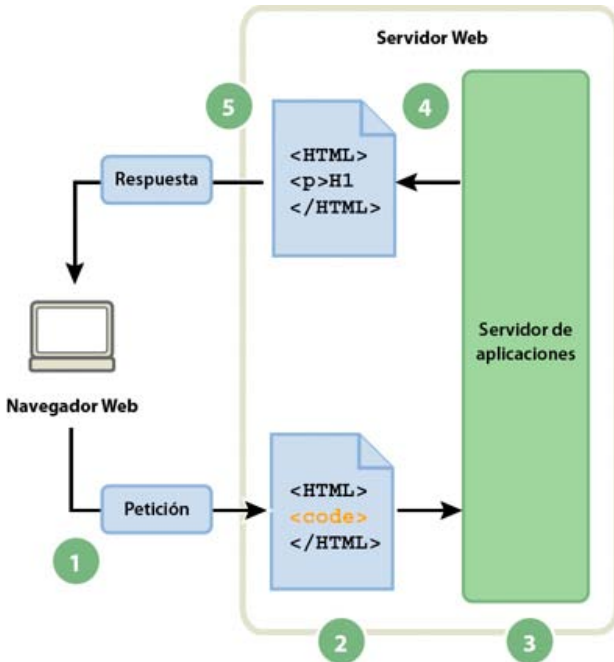 Servidor Web
5
4
<HTML>
<p>H1
</HTML>
Respuesta
Servidor de
aplicaciones
Navegador Web
Petición
<HTML>
<code>
</HTML>
1
2
3